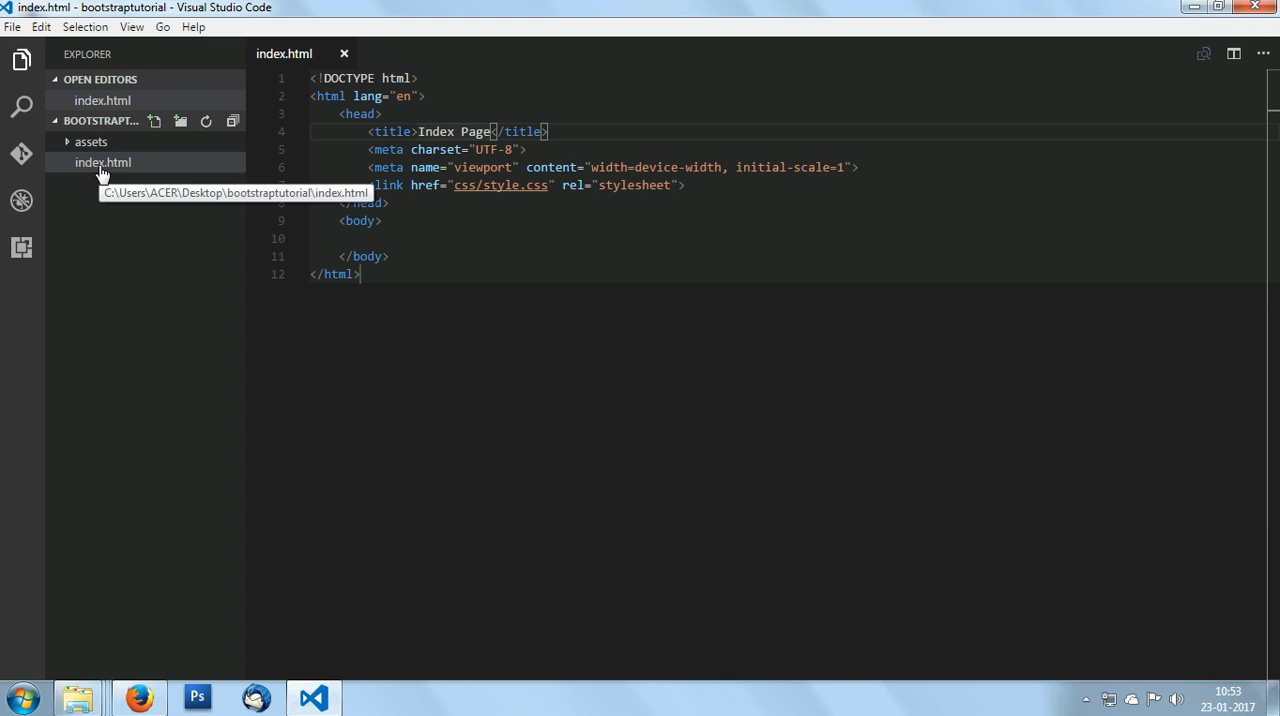 index.html - bootstraptutorial - Visual Studio Code
File Edit Selection View Go Help
EXPLORER
OPEN EDITORS
index.html
BOOTSTRAPT...
assets
index.html
C:\Users\ACER\Desktop\bootstraptutorial\index.html
index.html
1 <!DOCTYPE html>
2 <html lang="en">
3 <head>
4 <title>Index Page</title>
5 <meta charset="UTF-8">
6 <meta name="viewport" content="width=device-width, initial-scale=1">
7 link href="css/style.css" rel="stylesheet">
8 </head>
9 <body>
10
11 </body>
12 </html>
Ps
10:53
23-01-2017